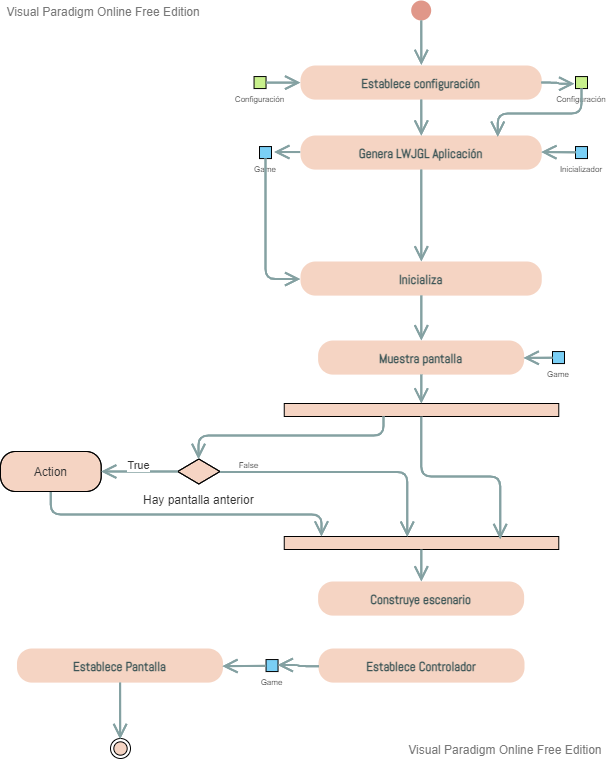 Visual Paradigm Online Free Edition
Establece configuración
Configuración
Configuración
Genera LWJGL Aplicación
Game
Inicializador
Inicializa
Muestra pantalla
Game
True
False
Action
Hay pantalla anterior
Construye escenario
Establece Pantalla
Game
Establece Controlador
Visual Paradigm Online Free Edition